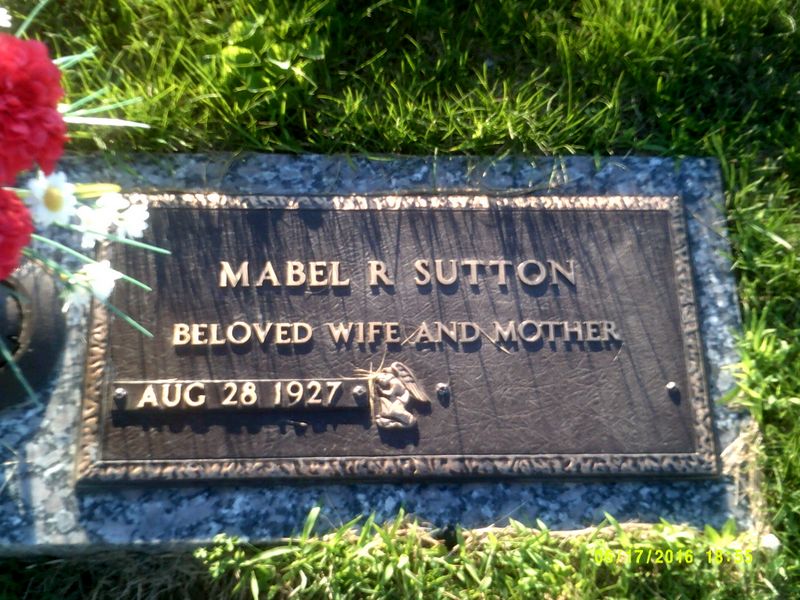 MABEL R SUTTON
BELOVED WIFE AND MOTHER
AUG 28 1927
06/17/2016 18:55